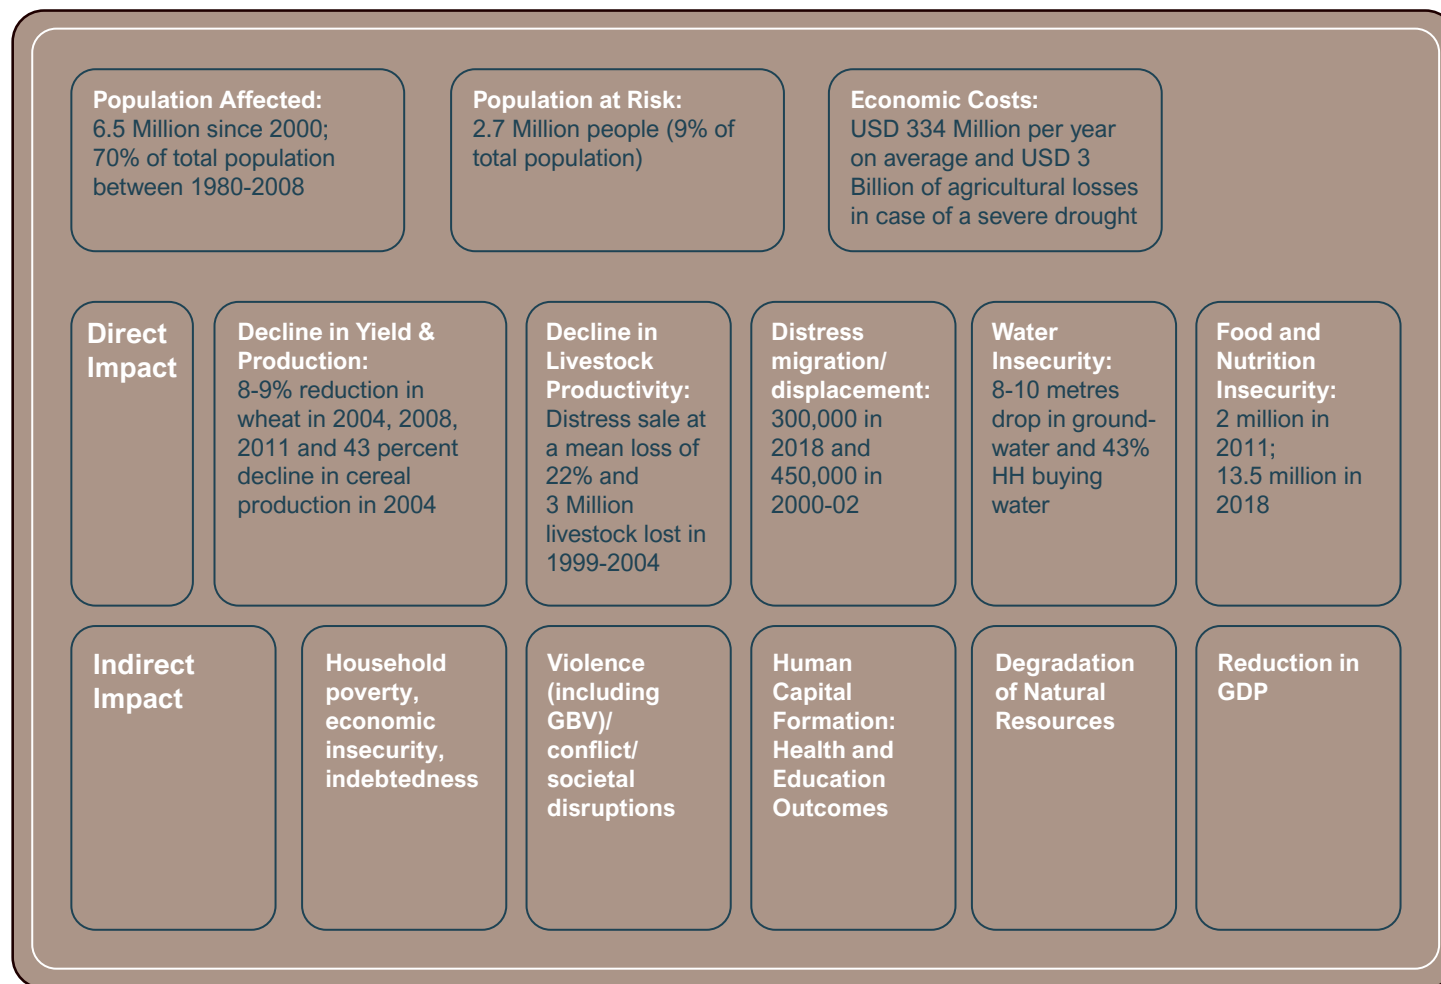 Population Affected:
6.5 Million since 2000;
70% of total population
between 1980-2008
Population at Risk:
2.7 Million people (9% of
total population)
Economic Costs:
USD 334 Million per year
on average and USD 3
Billion of agricultural losses
in case of a severe drought
Direct
Impact
Decline in Yield &
Production:
8-9% reduction in
wheat in 2004, 2008,
2011 and 43 percent
decline in cereal
production in 2004
Decline in
Livestock
Productivity:
Distress sale at
a mean loss of
22% and
3 Million
livestock lost in
1999-2004
Distress
migration/
displacement:
300,000 in
2018 and
450,000 in
2000-02
Water
Insecurity:
8-10 metres
drop in ground-
water and 43%
HH buying
water
Food and
Nutrition
Insecurity:
2 million in
2011;
13.5 million in
2018
Indirect
Impact
Household
poverty,
economic
insecurity,
indebtedness
Violence
(including
GBV)/
conflict/
societal
disruptions
Human
Capital
Formation:
Health and
Education
Outcomes
Degradation
of Natural
Resources
Reduction in
GDP